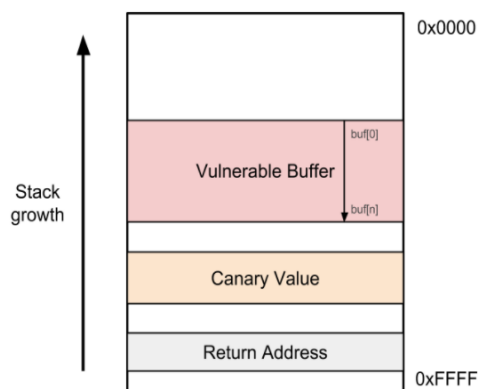 0x0000
buf[0]
Vulnerable Buffer
Stack
growth
buf[n]
Canary Value
Return Address
0xFFFF